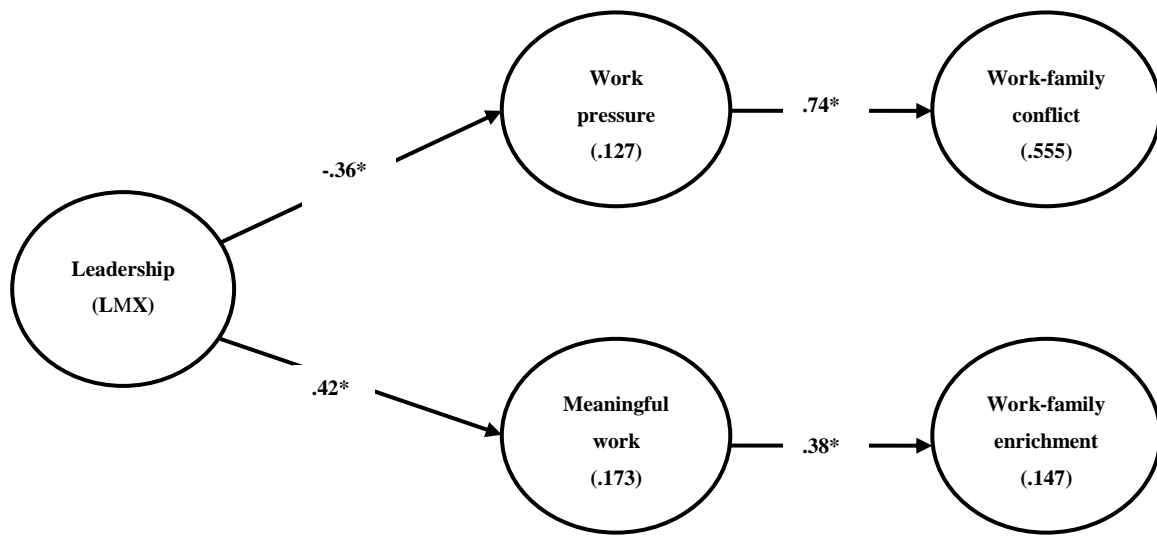 Work
pressure
(.127)
.74*
Work-family
conflict
(.555)
-.36*
Leadership
(LMX)
.42*
Meaningful
work
(.173)
.38*
Work-family
enrichment
(.147)